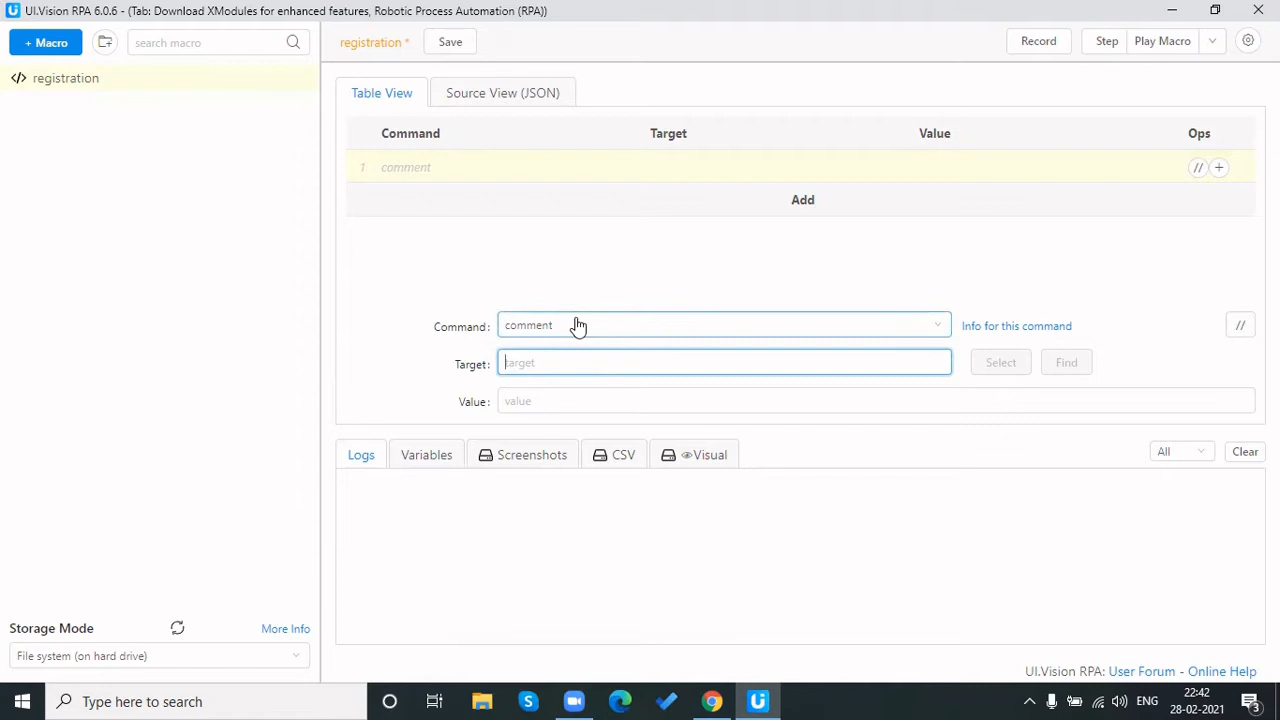 UI.Vision RPA 6.0.6 - (Tab: Download XModules for enhanced features, Robotic Process Automation (RPA))
+ Macro
search macro
registration *
Save
Record
Step
Play Macro
</> registration
Table View
Source View (JSON)
Command
Target
Value
Ops
1
comment
//
+
Add
Command:
comment
Info for this command
//
Target:
target
Select
Find
Value:
value
Logs
Variables
Screenshots
CSV
Visual
All
Clear
Storage Mode
More Info
File system (on hard drive)
UI.Vision RPA: User Forum - Online Help
Type here to search
ENG
22:42
28-02-2021
3